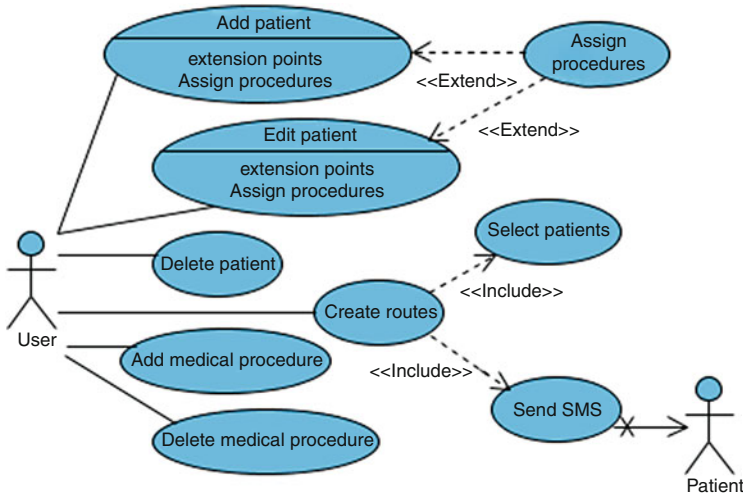 Add patient
extension points
Assign procedures
Assign
procedures
<<Extend>>
<<Extend>>
Edit patient
extension points
Assign procedures
Select patients
Delete patient
<<Include>>
Create routes
User
Add medical procedure
<<Include>>
Send SMS
Delete medical procedure
Patient